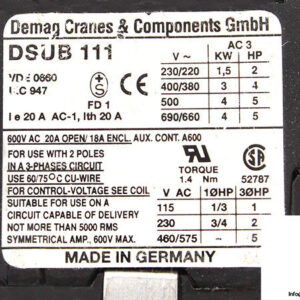 Demag Cranes & Components GmbH
DSUB 111
VDE 0660
IEC 947
S
FD 1
Ie 20 A AC-1, Ith 20 A
AC 3
V ~ KW HP
230/220 1,5 2
400/380 3 4
500 4 5
690/660 4 5
600V AC 20A OPEN/18A ENCL. AUX. CONT. A600
FOR USE WITH 2 POLES
IN A 3-PHASES CIRCUIT
USE 60/75°C CU-WIRE
FOR CONTROL-VOLTAGE SEE COIL
SUITABLE FOR USE ON A
CIRCUIT CAPABLE OF DELIVERING
NOT MORE THAN 5000 RMS
SYMMETRICAL AMP., 600V MAX.
TORQUE
1.4 Nm
52787
V AC 1ØHP 3ØHP
115 1/3 1
230 3/4 2
460/575 – 5
MADE IN GERMANY